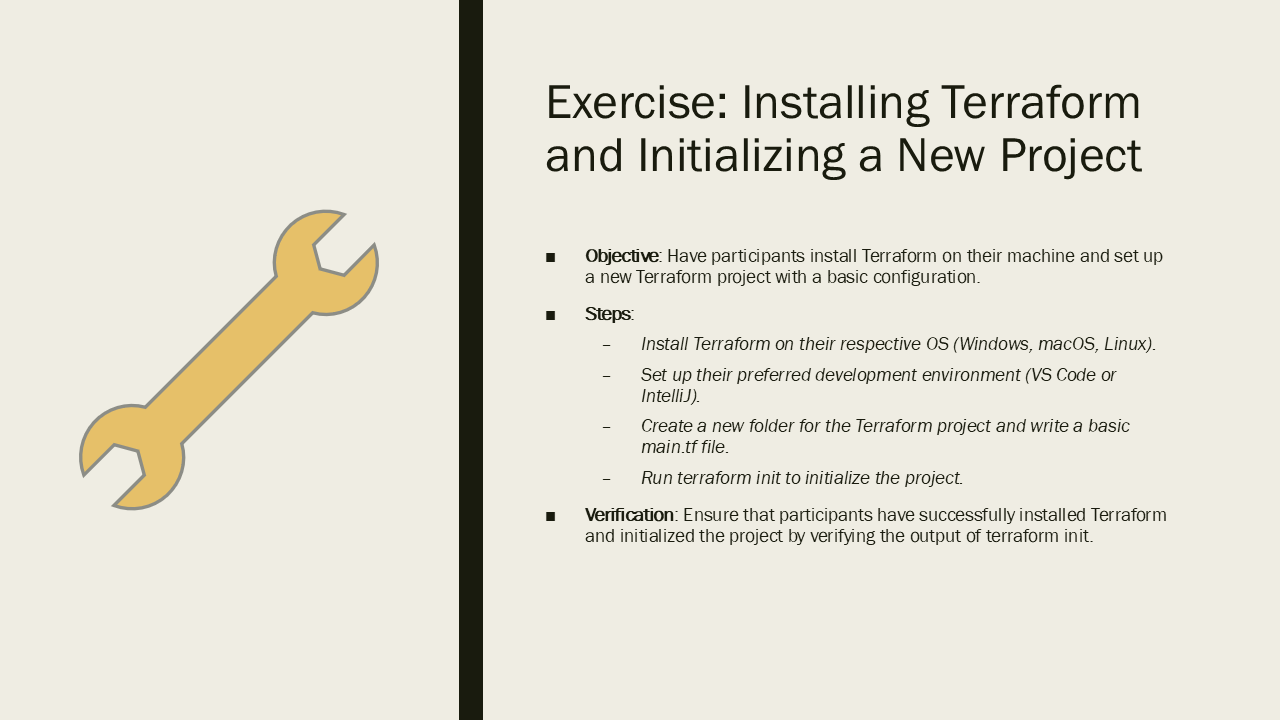 Exercise: Installing Terraform
and Initializing a New Project
■ Objective: Have participants install Terraform on their machine and set up
a new Terraform project with a basic configuration.
■ Steps:
– Install Terraform on their respective OS (Windows, macOS, Linux).
– Set up their preferred development environment (VS Code or
IntelliJ).
– Create a new folder for the Terraform project and write a basic
main.tf file.
– Run terraform init to initialize the project.
■ Verification: Ensure that participants have successfully installed Terraform
and initialized the project by verifying the output of terraform init.